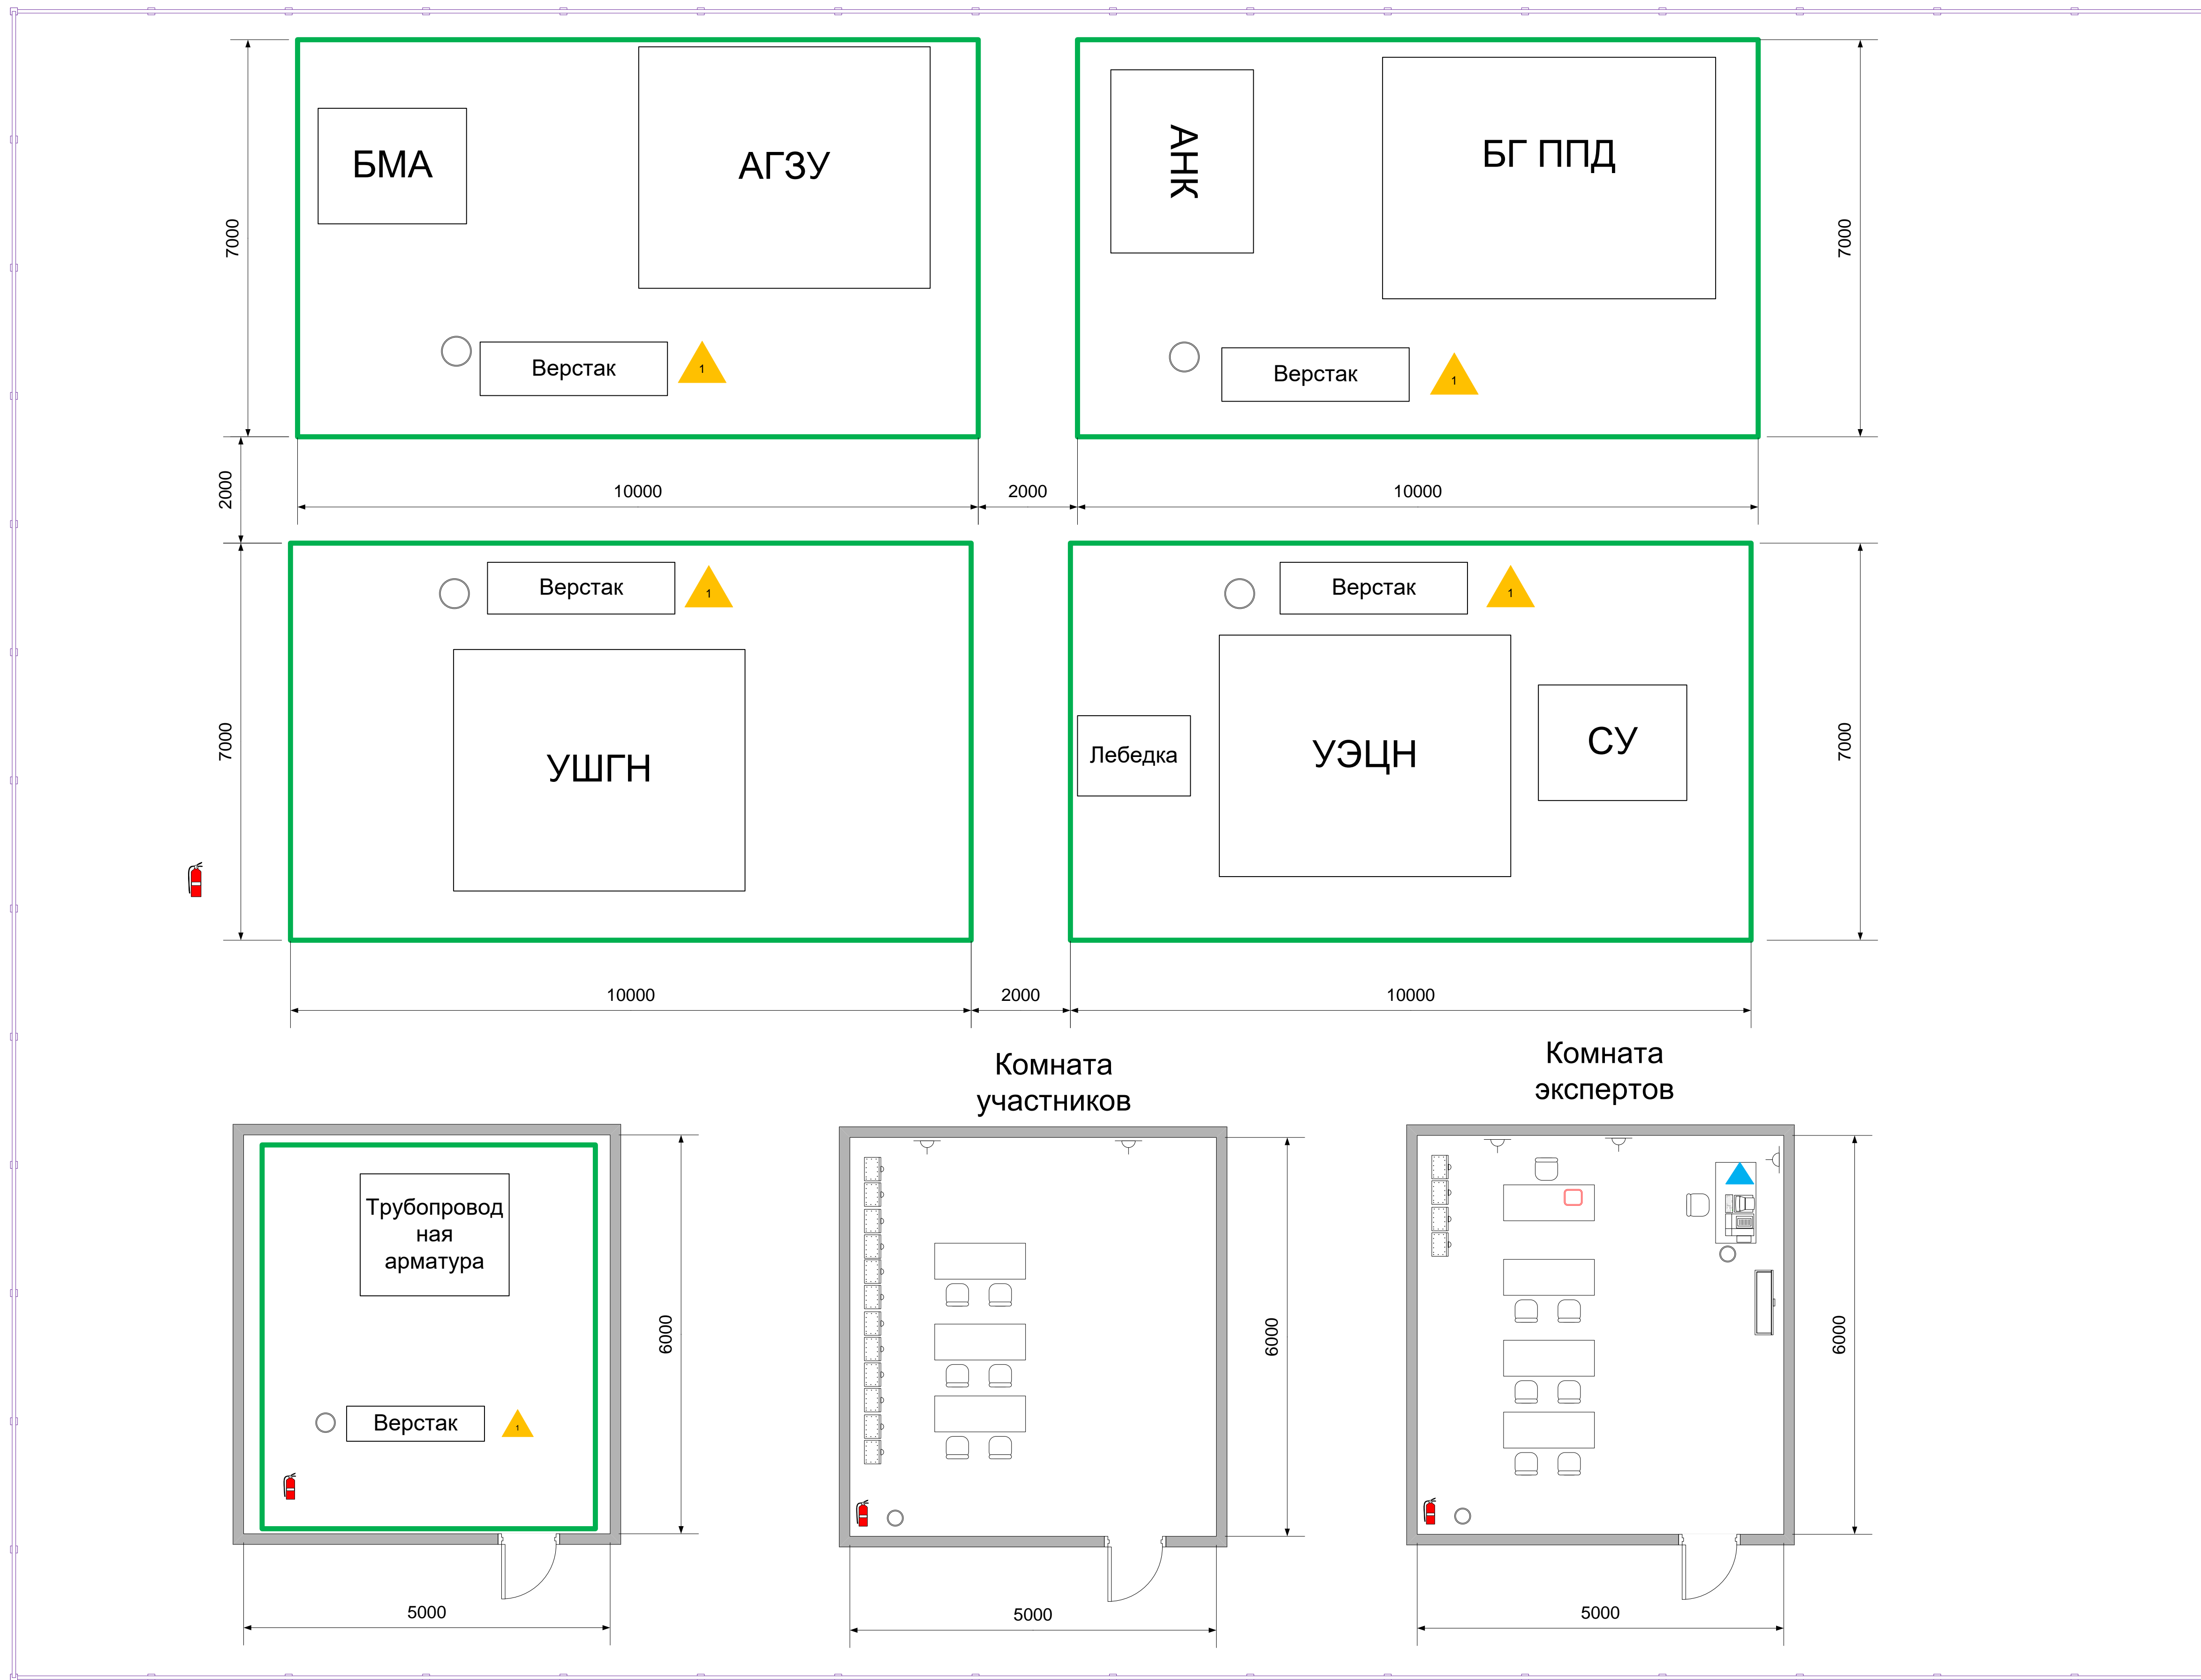 БМА
АГЗУ
АНК
БГ ППД
7000
7000
Верстак
1
Верстак
1
2000
10000
2000
10000
Верстак
1
Верстак
1
7000
УШГН
Лебедка
УЭЦН
СУ
7000
10000
2000
10000
Комната
участников
Комната
экспертов
Трубопровод
ная
арматура
6000
6000
6000
Верстак
1
5000
5000
5000